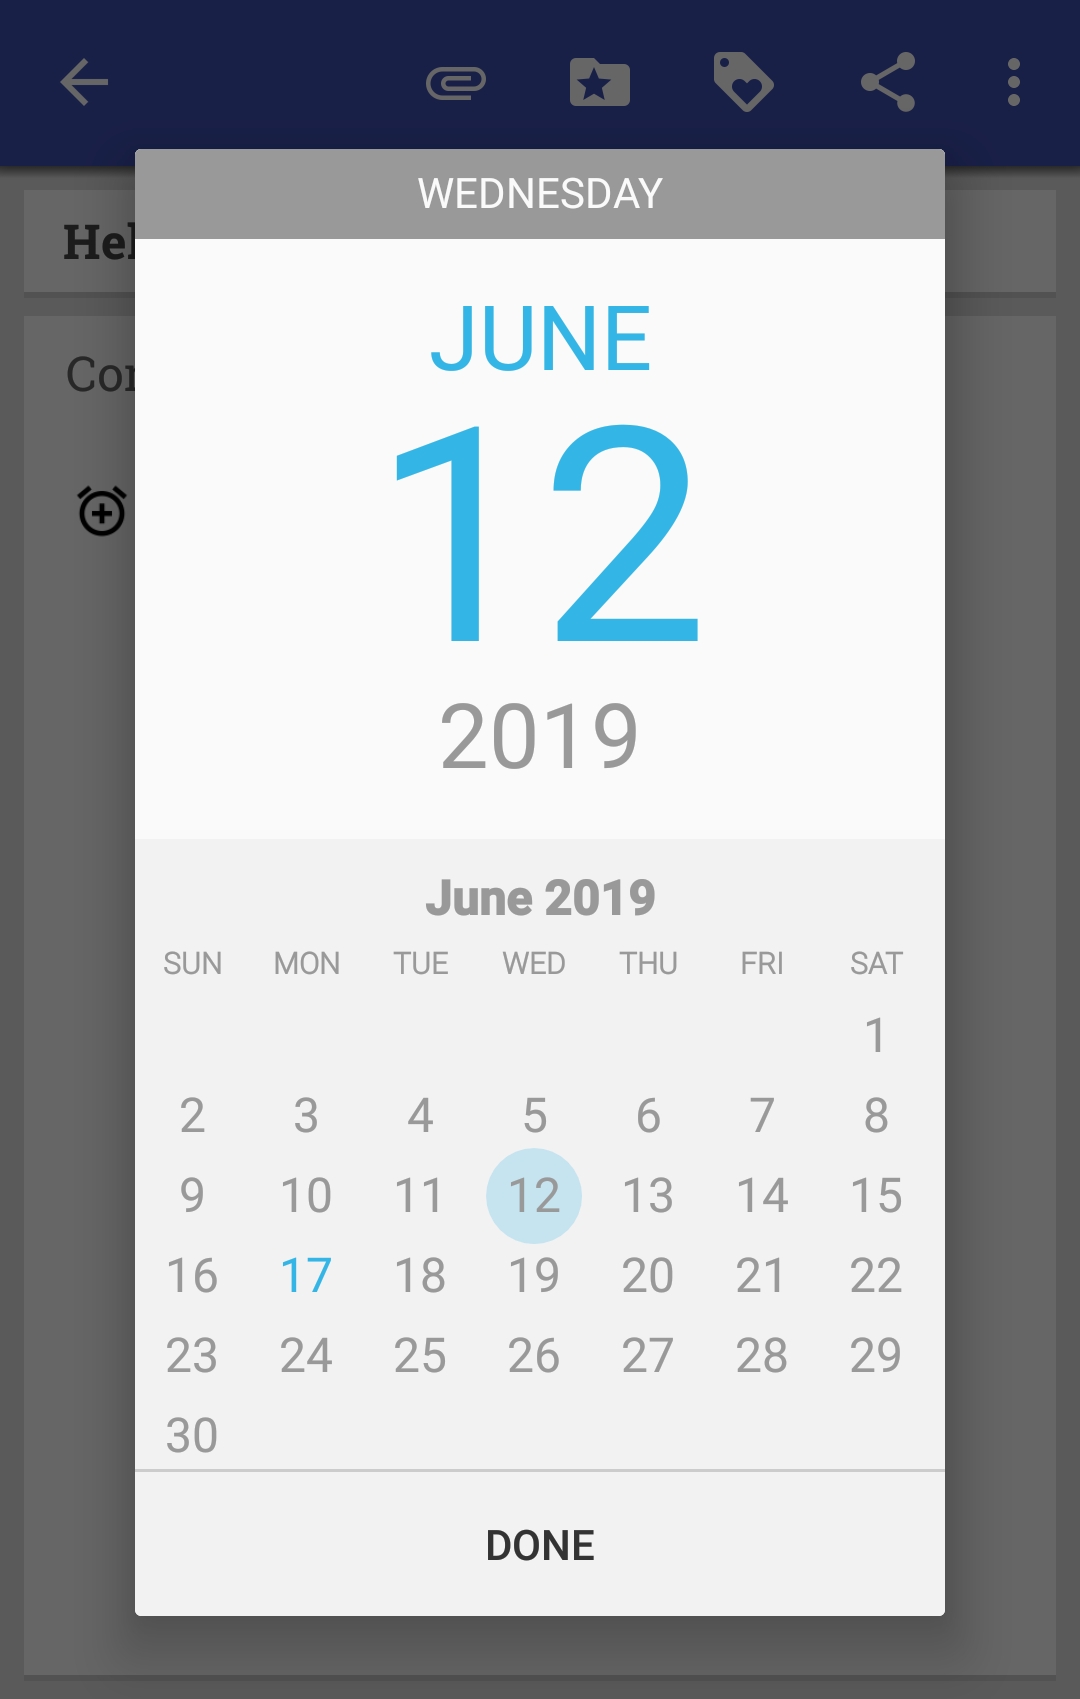 WEDNESDAY
Hel
JUNE
Con
12
2019
June 2019
SUN MON TUE WED THU FRI SAT
1
2 3 4 5 6 7 8
9 10 11 12 13 14 15
16 17 18 19 20 21 22
23 24 25 26 27 28 29
30
DONE